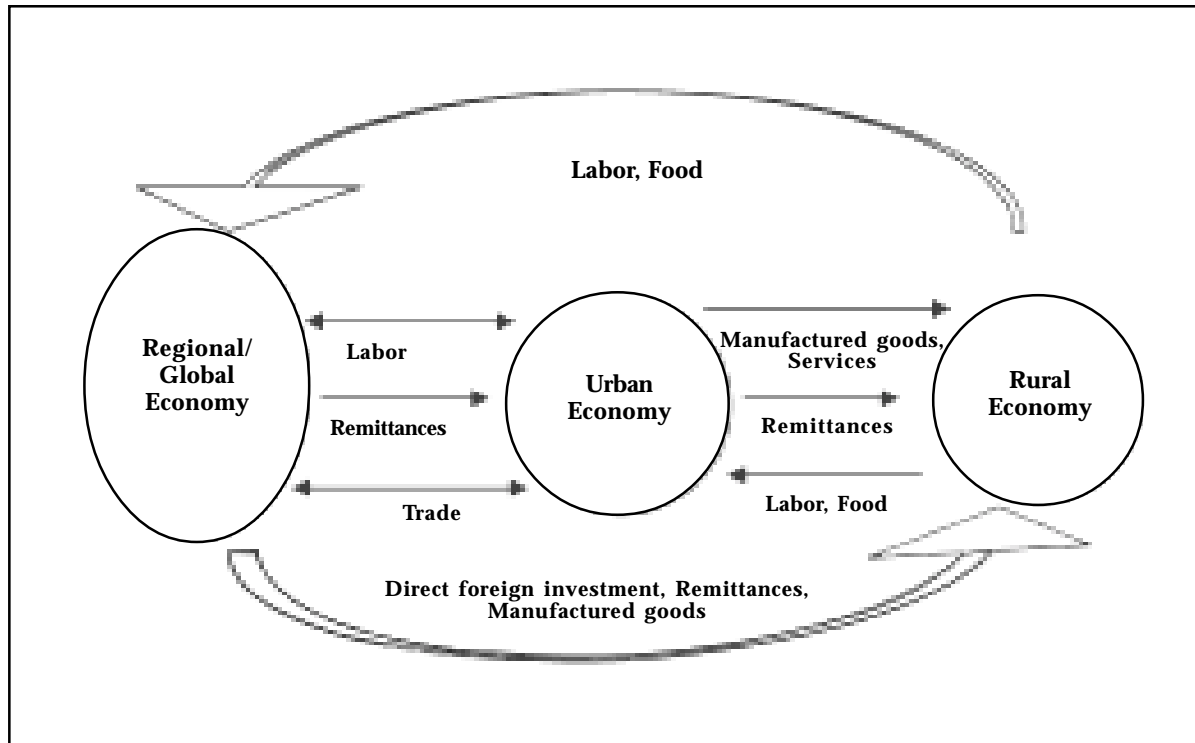 Labor, Food
Regional/
Global
Economy
Labor
Remittances
Trade
Urban
Economy
Manufactured goods,
Services
Remittances
Labor, Food
Rural
Economy
Direct foreign investment, Remittances,
Manufactured goods